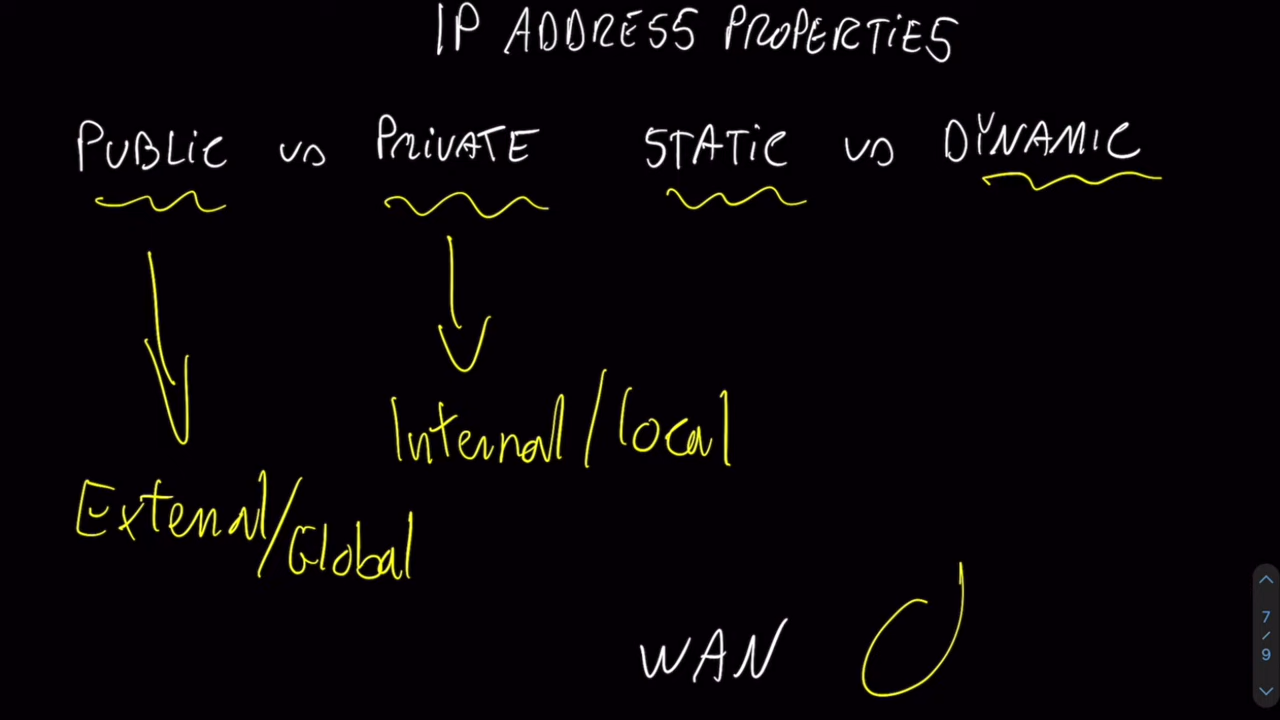 IP ADDRESS PROPERTIES
PUBLIC vs PRIVATE STATIC vs DYNAMIC
Internal/local
External/Global
WAN
7
/
9